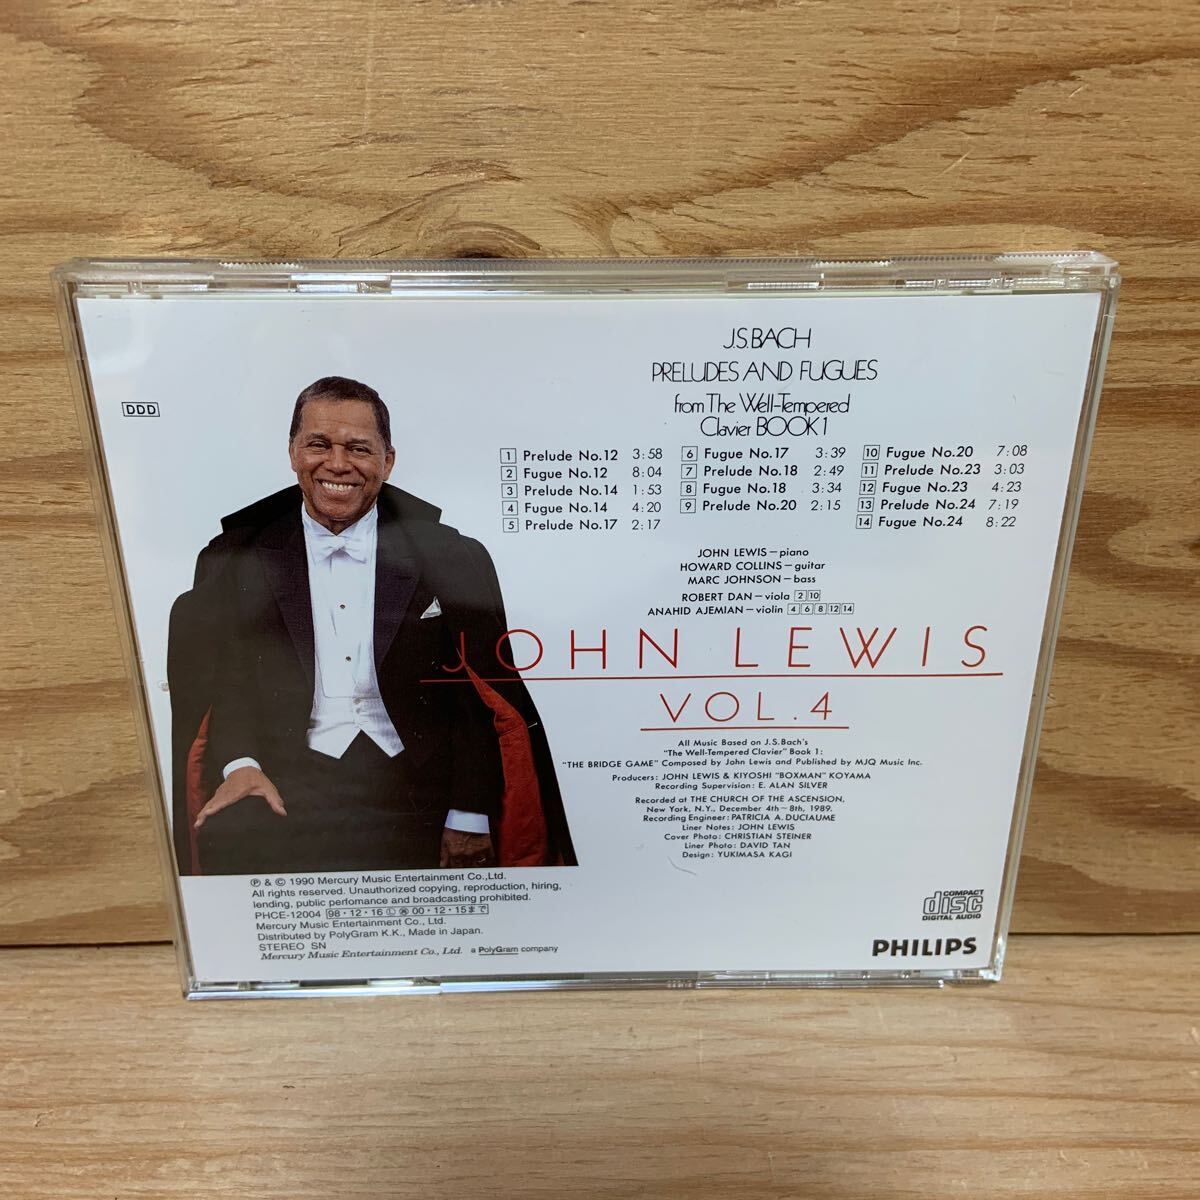 DDD
J.S.BACH
PRELUDES AND FUGUES
from The Well-Tempered
Clavier BOOK 1
1 Prelude No.12 3:58
2 Fugue No.12 8:04
3 Prelude No.14 1:53
4 Fugue No.14 4:20
5 Prelude No.17 2:17
6 Fugue No.17 3:39
7 Prelude No.18 2:49
8 Fugue No.18 3:34
9 Prelude No.20 2:15
10 Fugue No.20 7:08
11 Prelude No.23 3:03
12 Fugue No.23 4:23
13 Prelude No.24 7:19
14 Fugue No.24 8:22
JOHN LEWIS—piano
HOWARD COLLINS—guitar
MARC JOHNSON—bass
ROBERT DAN—viola 2 10
ANAHID AJEMIAN—violin 4 6 8 12 14
JOHN LEWIS
VOL.4
All Music Based on J.S.Bach's
"The Well-Tempered Clavier" Book 1:
"THE BRIDGE GAME" Composed by John Lewis and Published by MJQ Music Inc.
Producers: JOHN LEWIS & KIYOSHI "BOXMAN" KOYAMA
Recording Supervision: E. ALAN SILVER
Recorded at THE CHURCH OF THE ASCENSION,
New York, N.Y., December 4th~8th, 1989.
Recording Engineer: PATRICIA A. DUCIAUME
Liner Notes: JOHN LEWIS
Cover Photo: CHRISTIAN STEINER
Liner Photo: DAVID TAN
Design: YUKIMASA KAGI
Ⓟ & © 1990 Mercury Music Entertainment Co.,Ltd.
All rights reserved. Unauthorized copying, reproduction, hiring,
lending, public perfomance and broadcasting prohibited.
PHCE-12004 98·12·16 Ⓛ ㊢ 00·12·15まで
Mercury Music Entertainment Co., Ltd.
Distributed by PolyGram K.K., Made in Japan.
STEREO SN
Mercury Music Entertainment Co., Ltd. a PolyGram company
COMPACT
disc
DIGITAL AUDIO
PHILIPS